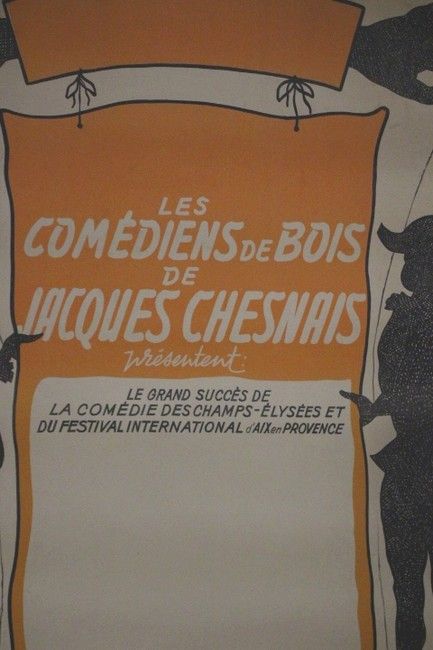 LES
COMÉDIENS DE BOIS
DE
JACQUES CHESNAIS
présentent:
LE GRAND SUCCÈS DE
LA COMÉDIE DES CHAMPS-ÉLYSÉES ET
DU FESTIVAL INTERNATIONAL d'AIX en PROVENCE